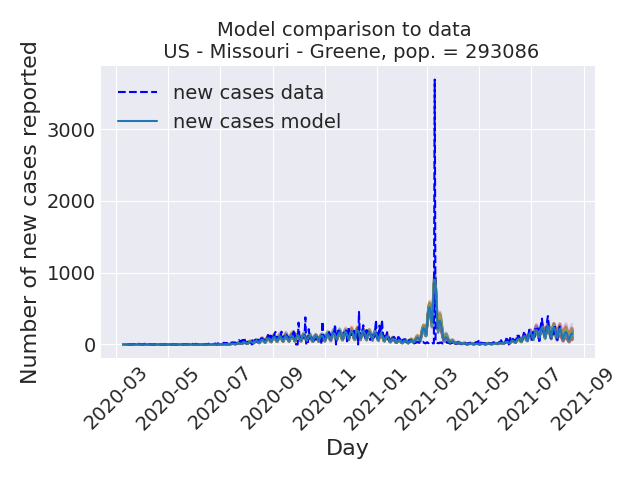 Model comparison to data
US - Missouri - Greene, pop. = 293086
new cases data
new cases model
Number of new cases reported
3000
2000
1000
0
2020-03
2020-05
2020-07
2020-09
2020-11
2021-01
2021-03
2021-05
2021-07
2021-09
Day